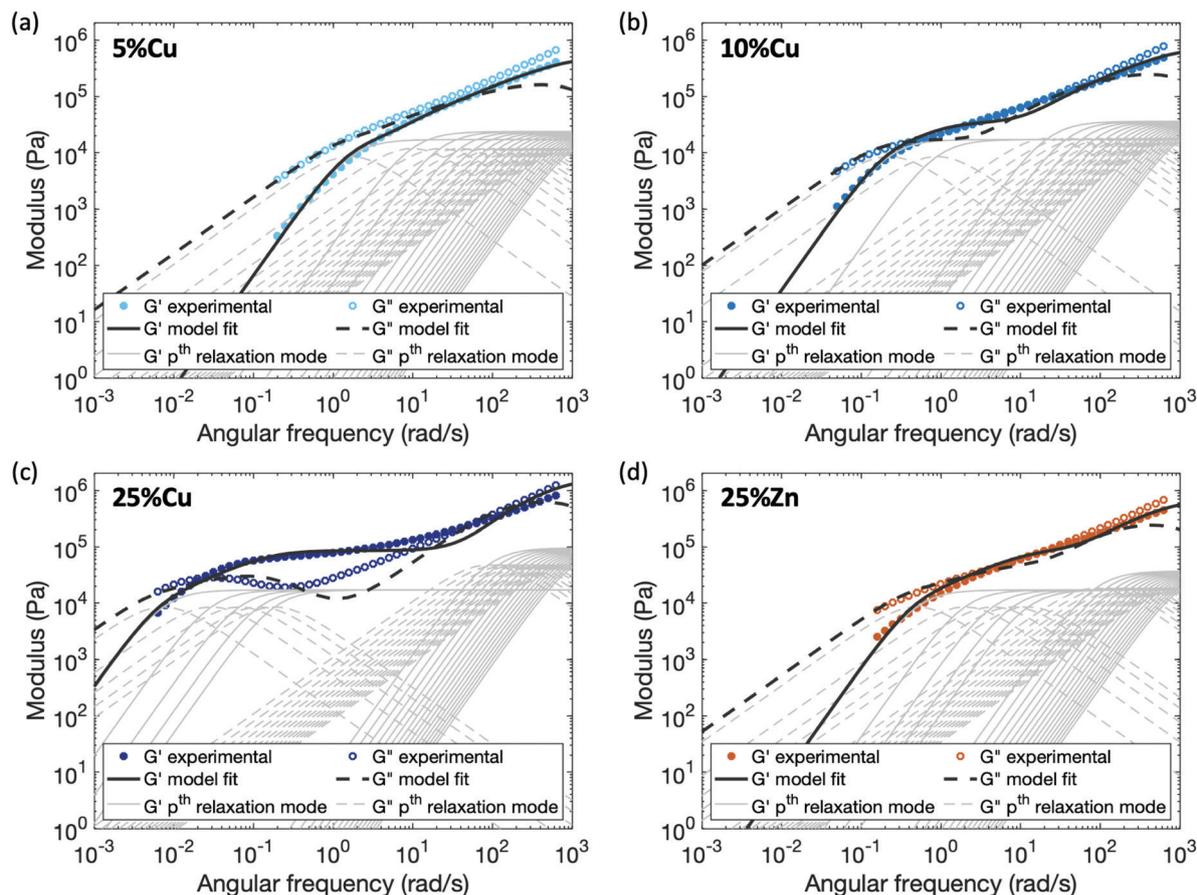 (a)
5%Cu
10^6
10^5
10^4
10^3
10^2
10^1
10^0
Modulus (Pa)
G' experimental
G" experimental
G' model fit
G" model fit
G' p^th relaxation mode
G" p^th relaxation mode
10^-3 10^-2 10^-1 10^0 10^1 10^2 10^3
Angular frequency (rad/s)
(b)
10%Cu
10^6
10^5
10^4
10^3
10^2
10^1
10^0
Modulus (Pa)
G' experimental
G" experimental
G' model fit
G" model fit
G' p^th relaxation mode
G" p^th relaxation mode
10^-3 10^-2 10^-1 10^0 10^1 10^2 10^3
Angular frequency (rad/s)
(c)
25%Cu
10^6
10^5
10^4
10^3
10^2
10^1
10^0
Modulus (Pa)
G' experimental
G" experimental
G' model fit
G" model fit
G' p^th relaxation mode
G" p^th relaxation mode
10^-3 10^-2 10^-1 10^0 10^1 10^2 10^3
Angular frequency (rad/s)
(d)
25%Zn
10^6
10^5
10^4
10^3
10^2
10^1
10^0
Modulus (Pa)
G' experimental
G" experimental
G' model fit
G" model fit
G' p^th relaxation mode
G" p^th relaxation mode
10^-3 10^-2 10^-1 10^0 10^1 10^2 10^3
Angular frequency (rad/s)